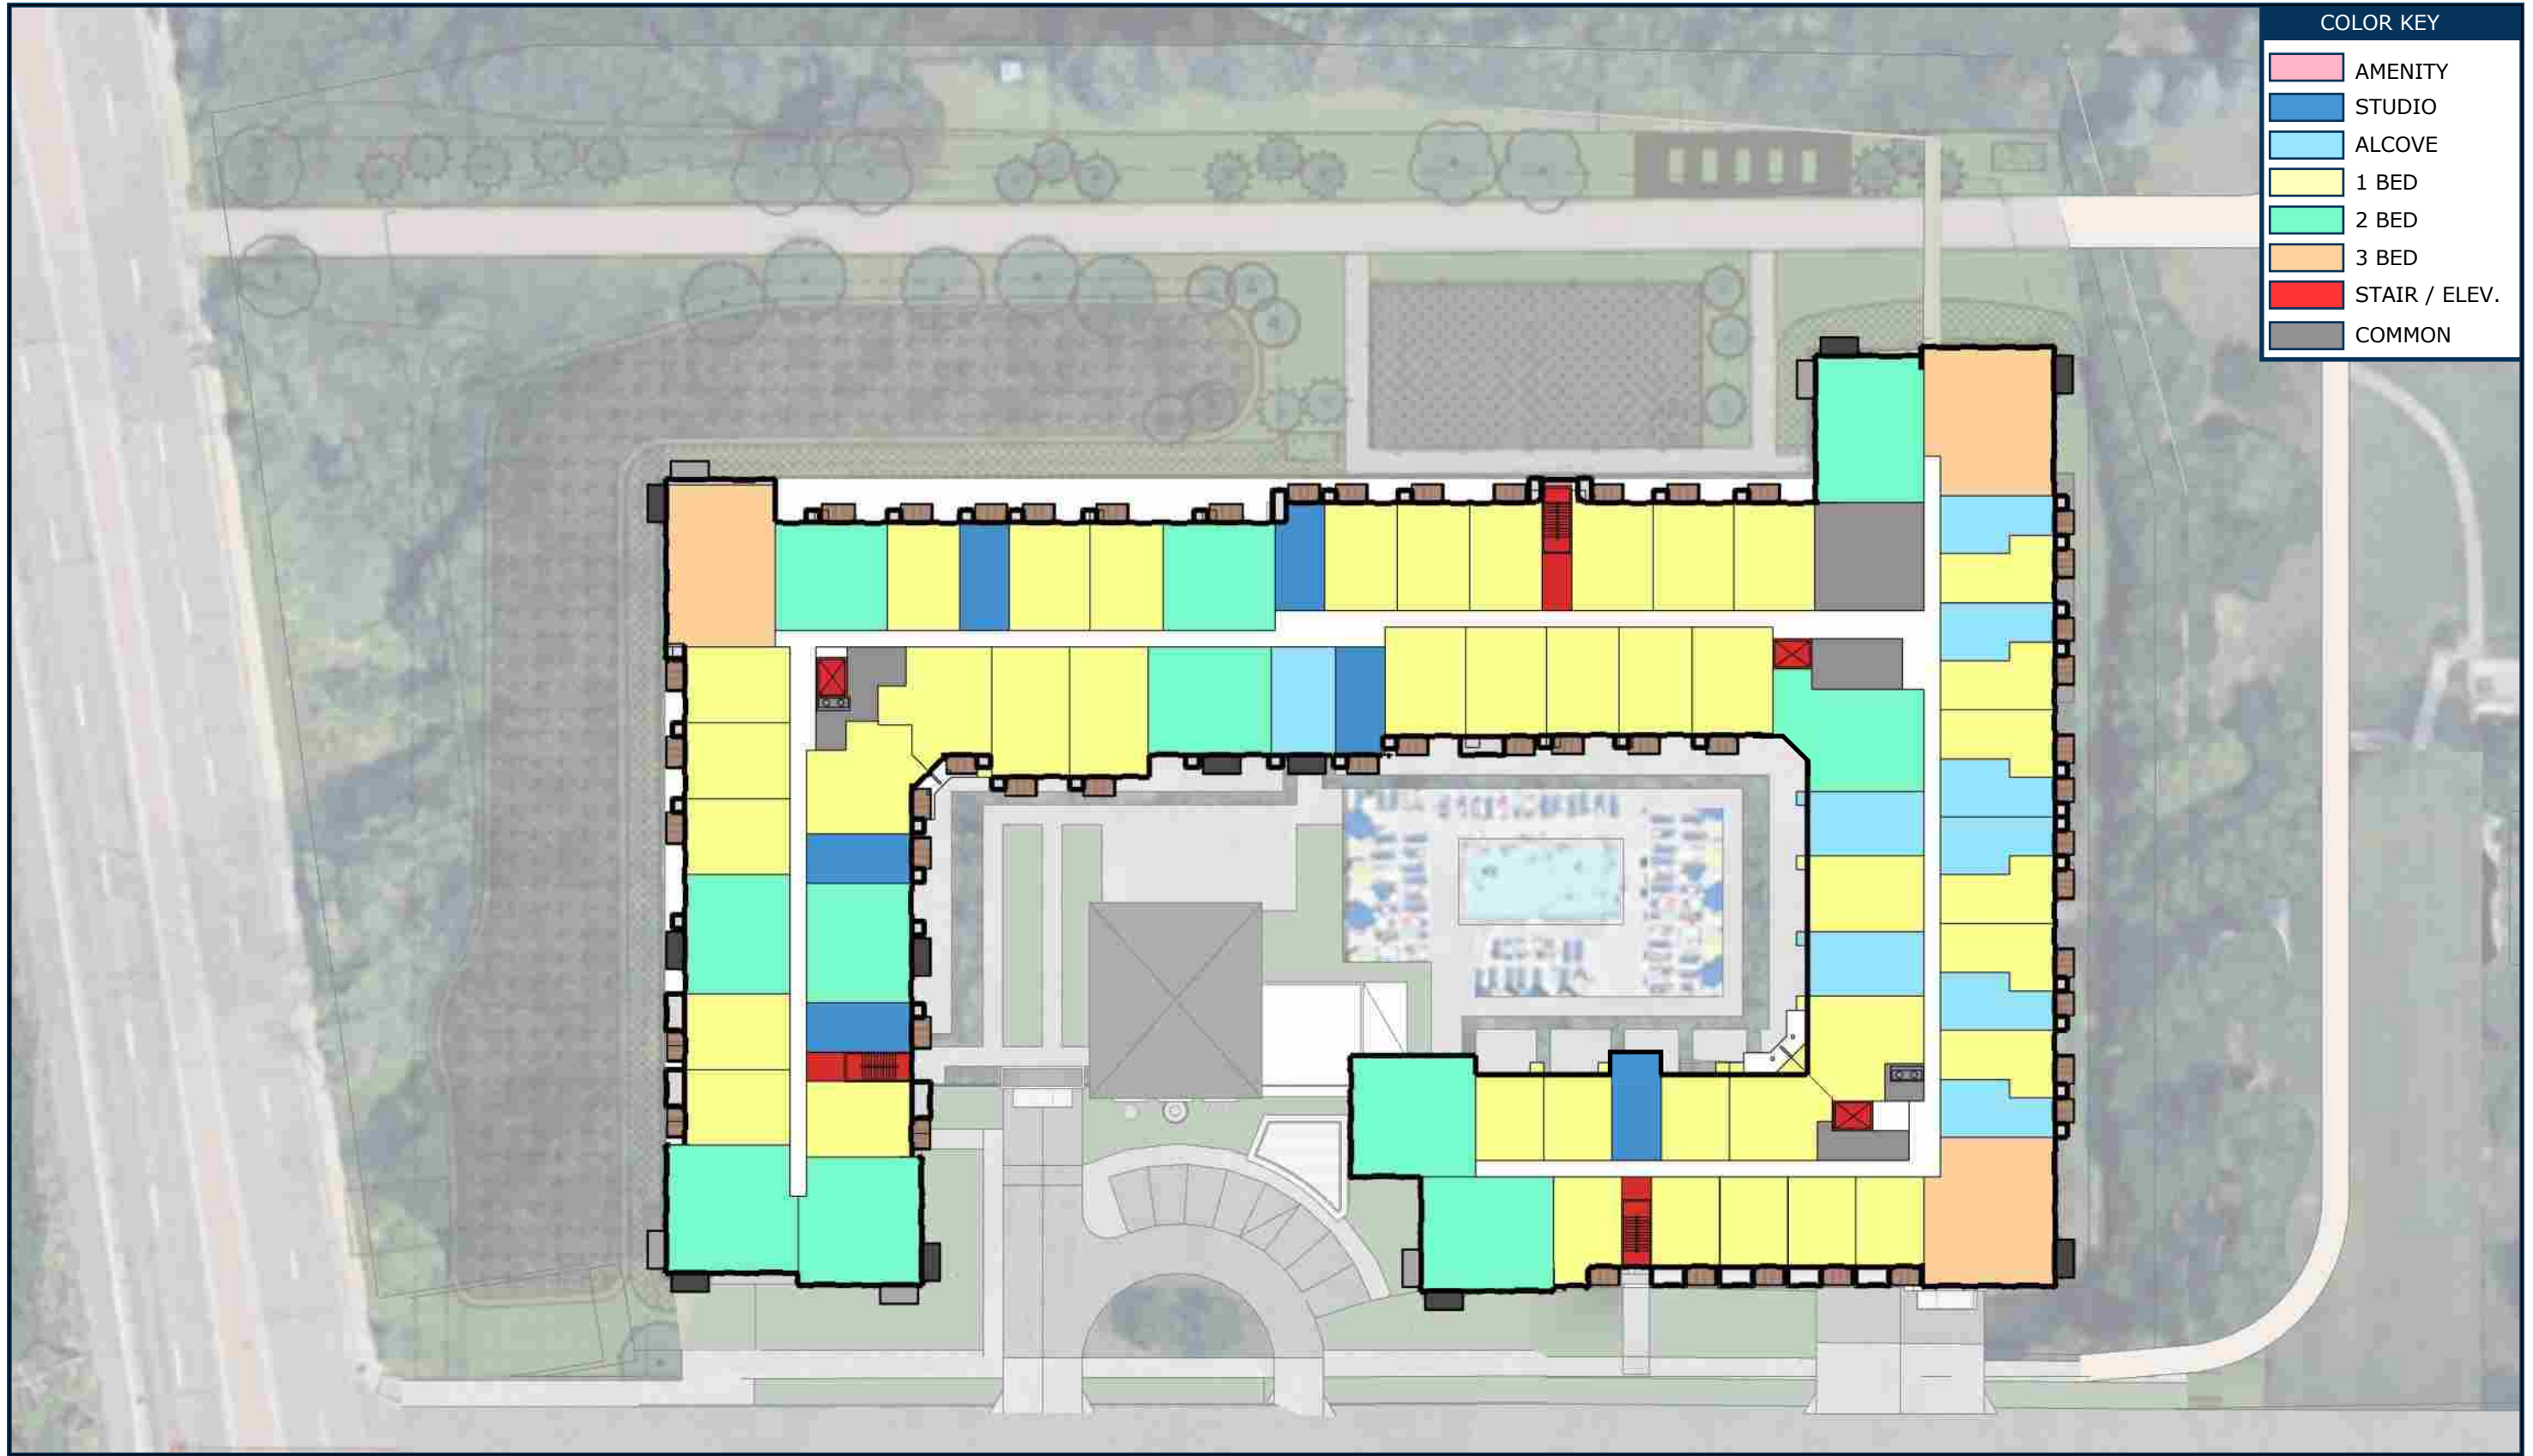 COLOR KEY
AMENITY
STUDIO
ALCOVE
1 BED
2 BED
3 BED
STAIR / ELEV.
COMMON